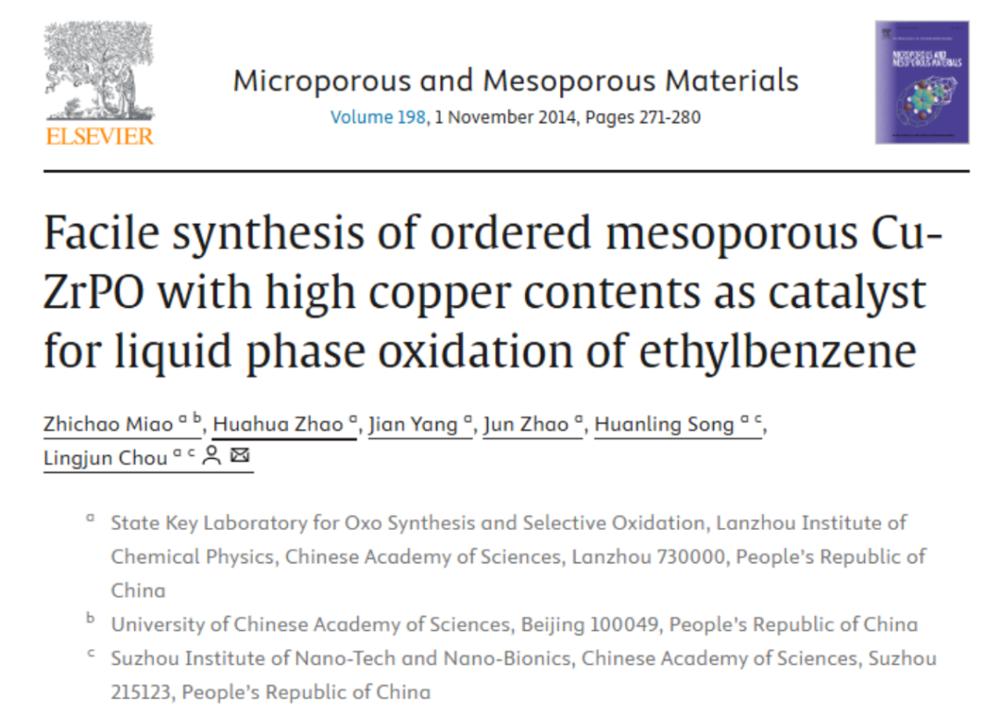 Microporous and Mesoporous Materials
Volume 198, 1 November 2014, Pages 271-280
ELSEVIER
MICROPOROUS AND
MESOPOROUS MATERIALS
Facile synthesis of ordered mesoporous Cu-
ZrPO with high copper contents as catalyst
for liquid phase oxidation of ethylbenzene
Zhichao Miao ᵃ ᵇ, Huahua Zhao ᵃ, Jian Yang ᵃ, Jun Zhao ᵃ, Huanling Song ᵃ ᶜ,
Lingjun Chou ᵃ ᶜ
ᵃ State Key Laboratory for Oxo Synthesis and Selective Oxidation, Lanzhou Institute of
Chemical Physics, Chinese Academy of Sciences, Lanzhou 730000, People's Republic of
China
ᵇ University of Chinese Academy of Sciences, Beijing 100049, People's Republic of China
ᶜ Suzhou Institute of Nano-Tech and Nano-Bionics, Chinese Academy of Sciences, Suzhou
215123, People's Republic of China